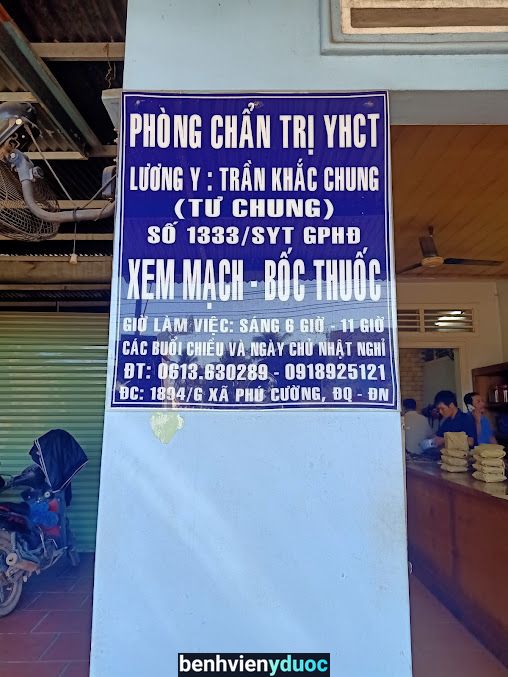 PHÒNG CHẨN TRỊ YHCT
LƯƠNG Y : TRẦN KHẮC CHUNG
(TƯ CHUNG)
SỐ 1333/SYT GPHĐ
XEM MẠCH - BỐC THUỐC
GIỜ LÀM VIỆC: SÁNG 6 GIỜ - 11 GIỜ
CÁC BUỔI CHIỀU VÀ NGÀY CHỦ NHẬT NGHỈ
ĐT: 0613.630289 - 0918925121
ĐC: 1894/G XÃ PHÚ CƯỜNG, ĐQ - ĐN
benhvienyduoc